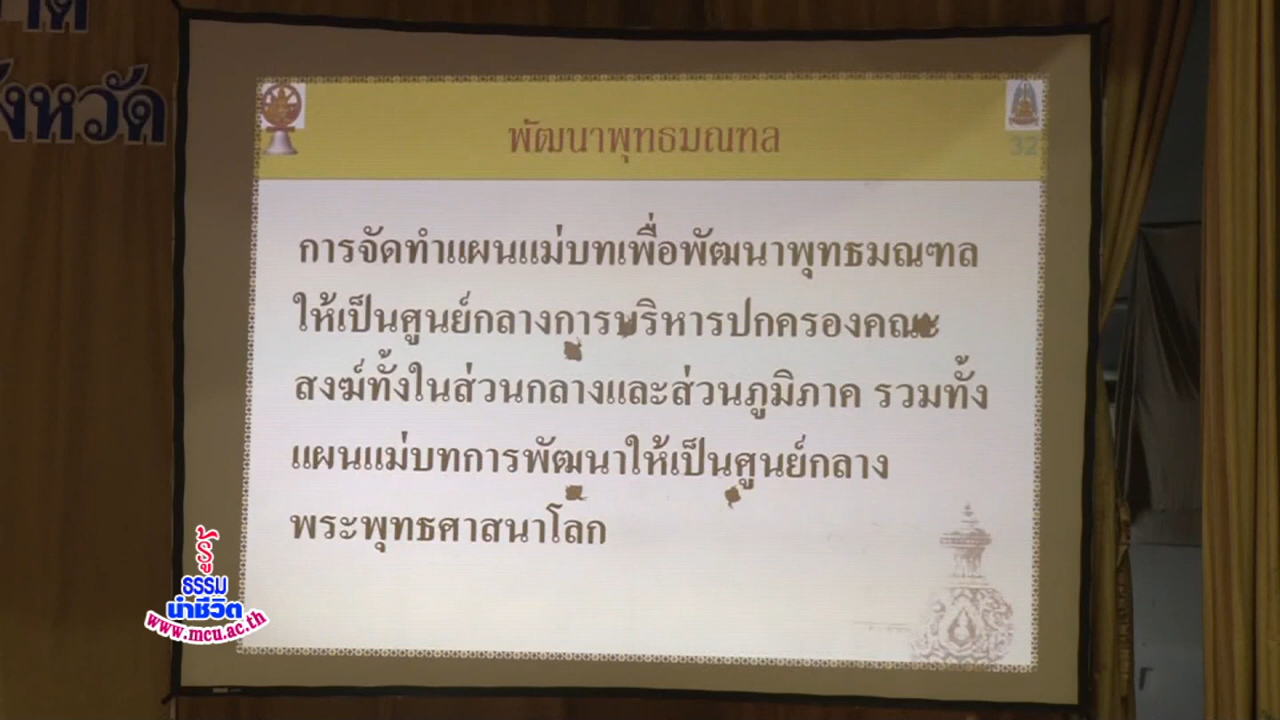 ังหวัด
พัฒนาพุทธมณฑล
32
การจัดทำแผนแม่บทเพื่อพัฒนาพุทธมณฑล
ให้เป็นศูนย์กลางการบริหารปกครองคณะ
สงฆ์ทั้งในส่วนกลางและส่วนภูมิภาค รวมทั้ง
แผนแม่บทการพัฒนาให้เป็นศูนย์กลาง
พระพุทธศาสนาโลก
รู้
ธรรม
นำชีวิต
www.mcu.ac.th